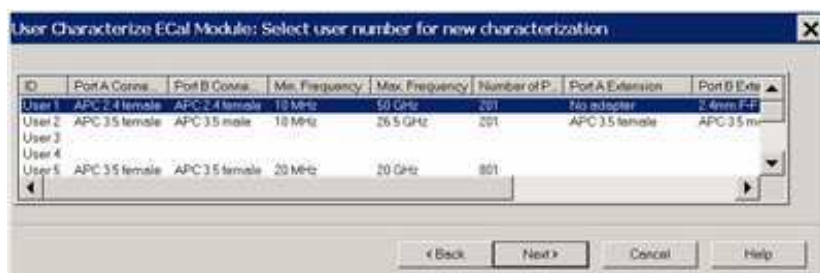 User Characterize ECal Module: Select user number for new characterization
ID Port A Conne... Port B Conne... Min. Frequency Max. Frequency Number of P... Port A Extension Port B Exte
User 1 APC 2.4 female APC 2.4 female 10 MHz 50 GHz 201 No adapter 2.4mm F-F
User 2 APC 3.5 female APC 3.5 male 10 MHz 26.5 GHz 201 APC 3.5 female APC 3.5 m
User 3
User 4
User 5 APC 3.5 female APC 3.5 female 20 MHz 20 GHz 801
< Back Next > Cancel Help